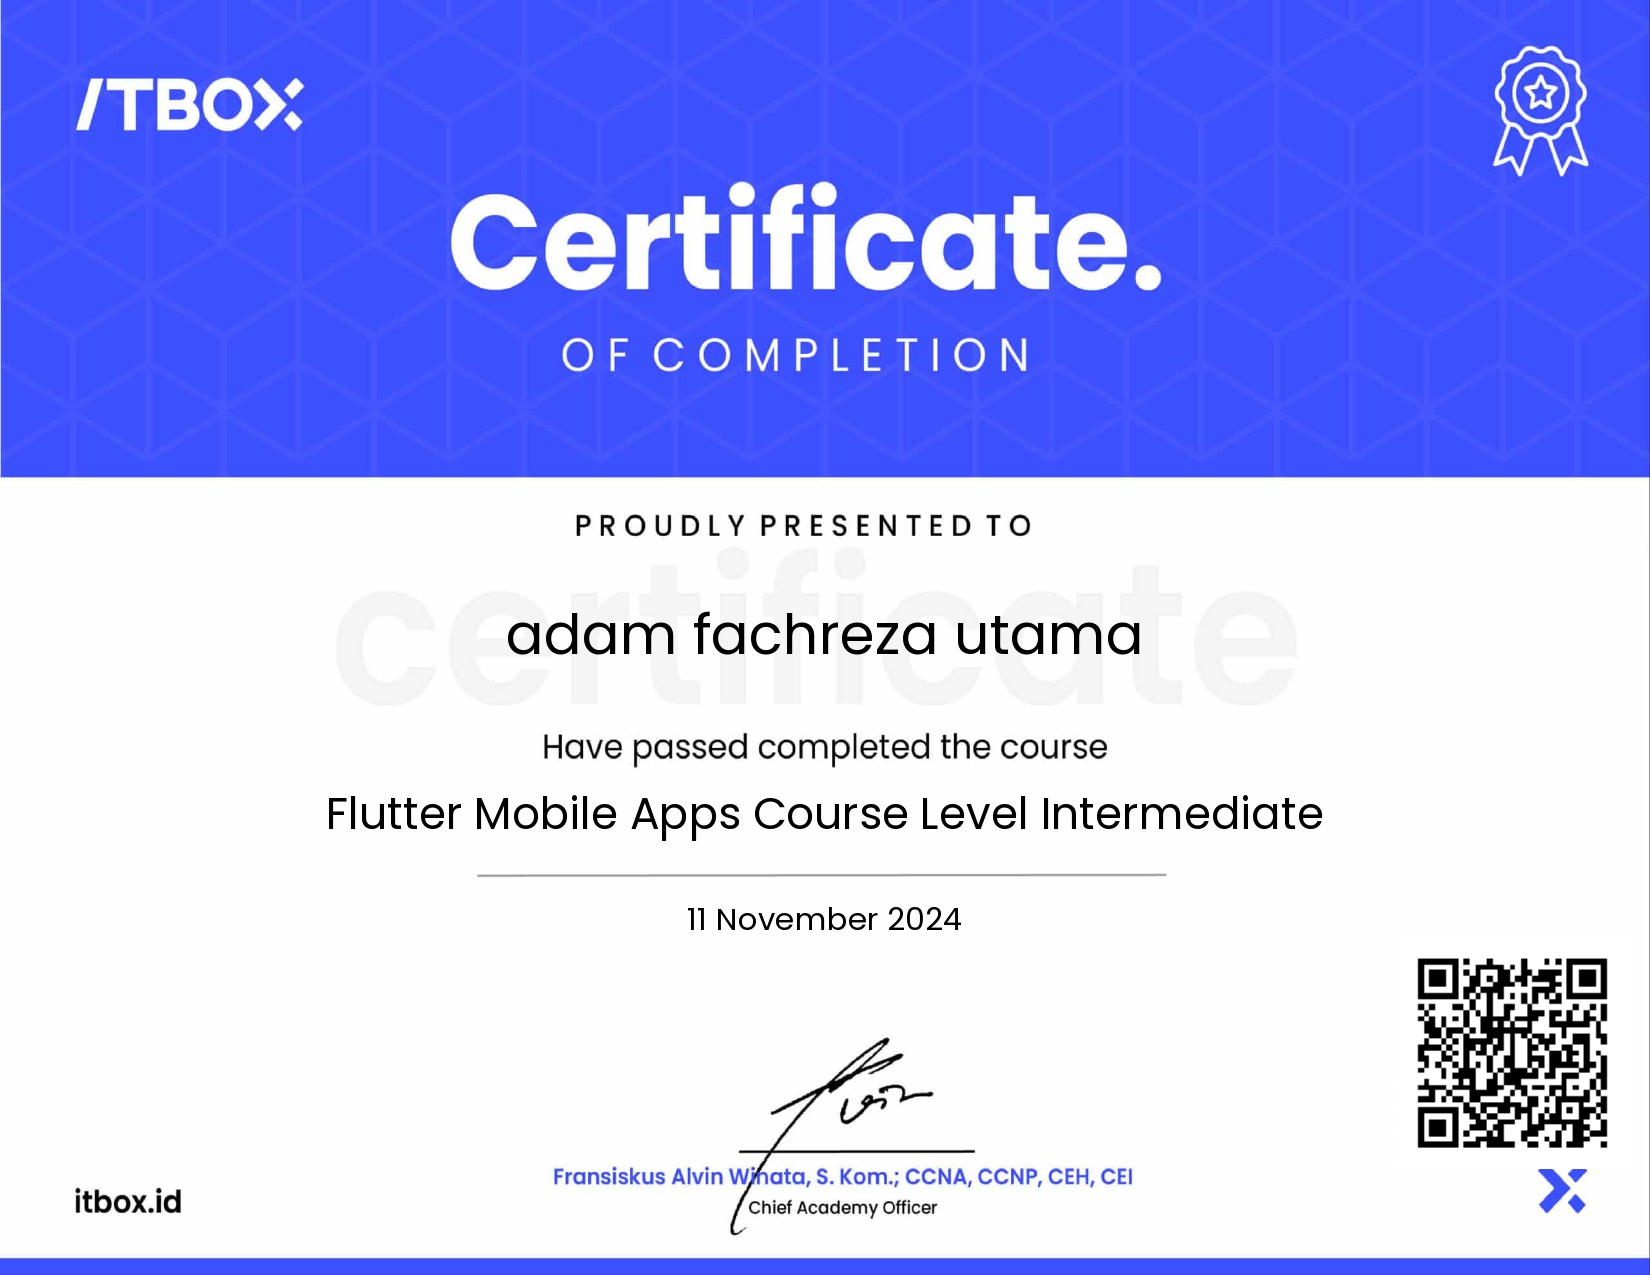 ITBOX
Certificate.
OF COMPLETION
PROUDLY PRESENTED TO
certificate
adam fachreza utama
Have passed completed the course
Flutter Mobile Apps Course Level Intermediate
11 November 2024
Fransiskus Alvin Winata, S. Kom.; CCNA, CCNP, CEH, CEI
Chief Academy Officer
itbox.id